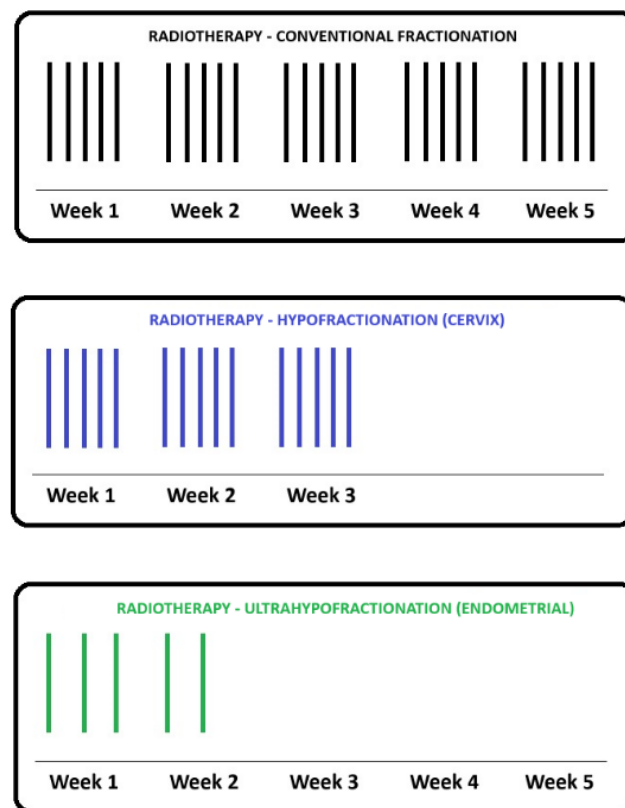 RADIOTHERAPY - CONVENTIONAL FRACTIONATION
Week 1 Week 2 Week 3 Week 4 Week 5
RADIOTHERAPY - HYPOFRACTIONATION (CERVIX)
Week 1 Week 2 Week 3
RADIOTHERAPY - ULTRAHYPOFRACTIONATION (ENDOMETRIAL)
Week 1 Week 2 Week 3 Week 4 Week 5